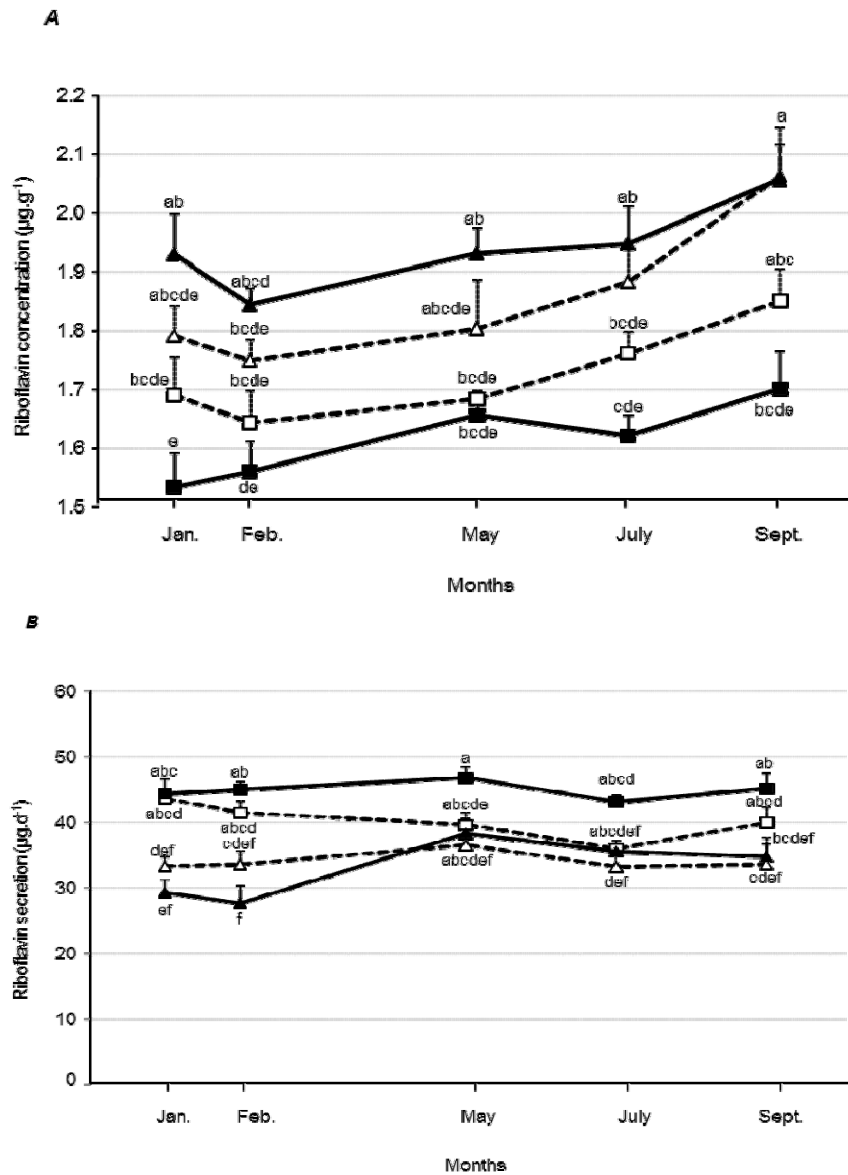 A
2.2
a
2.1
ab
ab
ab
2.0
abc
1.9
abcd
abcde
abcde
bcde
1.8
bcde
bcde
bcde
bcde
1.7
cde
e
bcde
bcde
1.6
de
1.5
Riboflavin concentration (µg.g⁻¹)
Jan. Feb. May July Sept.
Months
B
60
50
a
abc ab abcd ab
abcde
abcd
abcd
abcdef
40
abcd
bcdef
cdef
def
abcdef
def
cdef
30
ef
f
20
10
0
Riboflavin secretion (µg.d⁻¹)
Jan. Feb. May July Sept.
Months